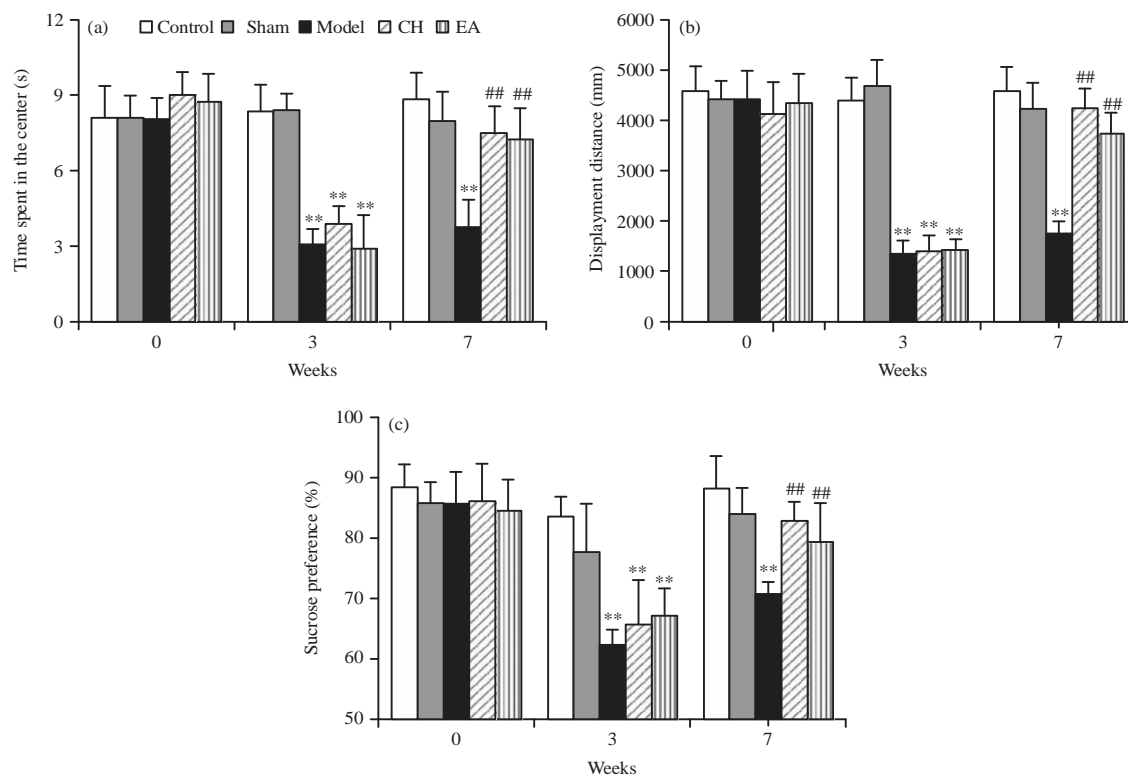 (a)
Control Sham Model CH EA
Time spent in the center (s)
12
9
6
3
0
** ** **
** ## ##
0 3 7
Weeks
(b)
Displayment distance (mm)
6000
5000
4000
2000
1000
0
** ** **
** ## ##
0 3 7
Weeks
(c)
Sucrose preference (%)
100
90
80
70
60
50
** ** **
** ## ##
0 3 7
Weeks